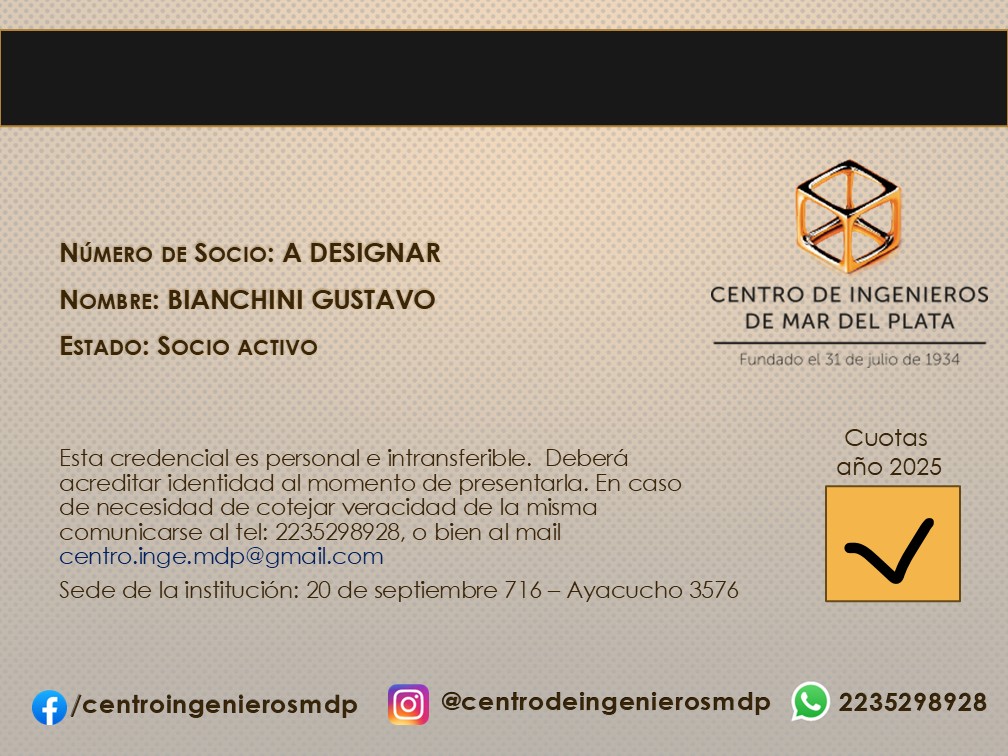 Número de Socio: A DESIGNAR
Nombre: BIANCHINI GUSTAVO
Estado: Socio activo
CENTRO DE INGENIEROS
DE MAR DEL PLATA
Fundado el 31 de julio de 1934
Esta credencial es personal e intransferible. Deberá
acreditar identidad al momento de presentarla. En caso
de necesidad de cotejar veracidad de la misma
comunicarse al tel: 2235298928, o bien al mail
centro.inge.mdp@gmail.com
Sede de la institución: 20 de septiembre 716 – Ayacucho 3576
Cuotas
año 2025
/centroingenierosmdp
@centrodeingenierosmdp
2235298928